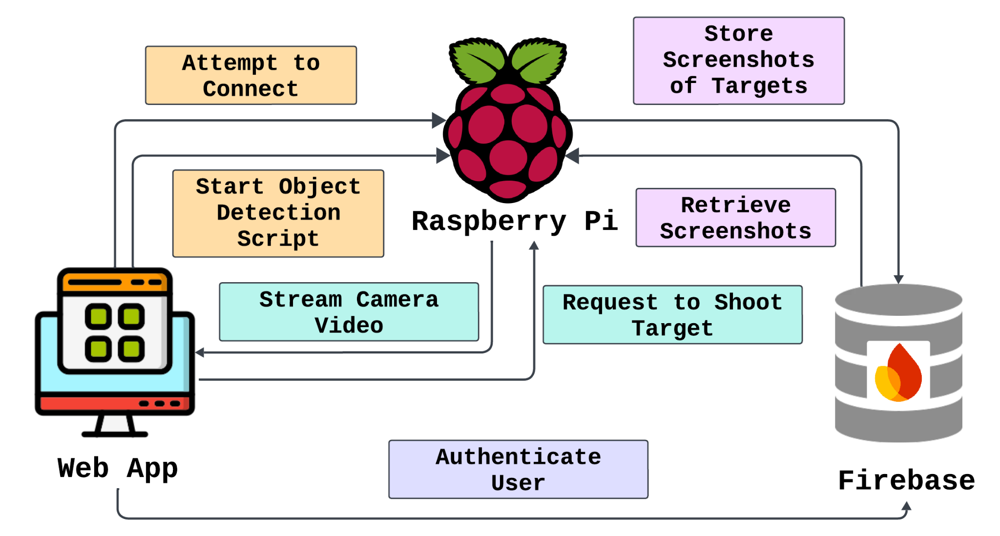 Attempt to
Connect
Store
Screenshots
of Targets
Start Object
Detection
Script
Raspberry Pi
Retrieve
Screenshots
Stream Camera
Video
Request to Shoot
Target
Web App
Authenticate
User
Firebase